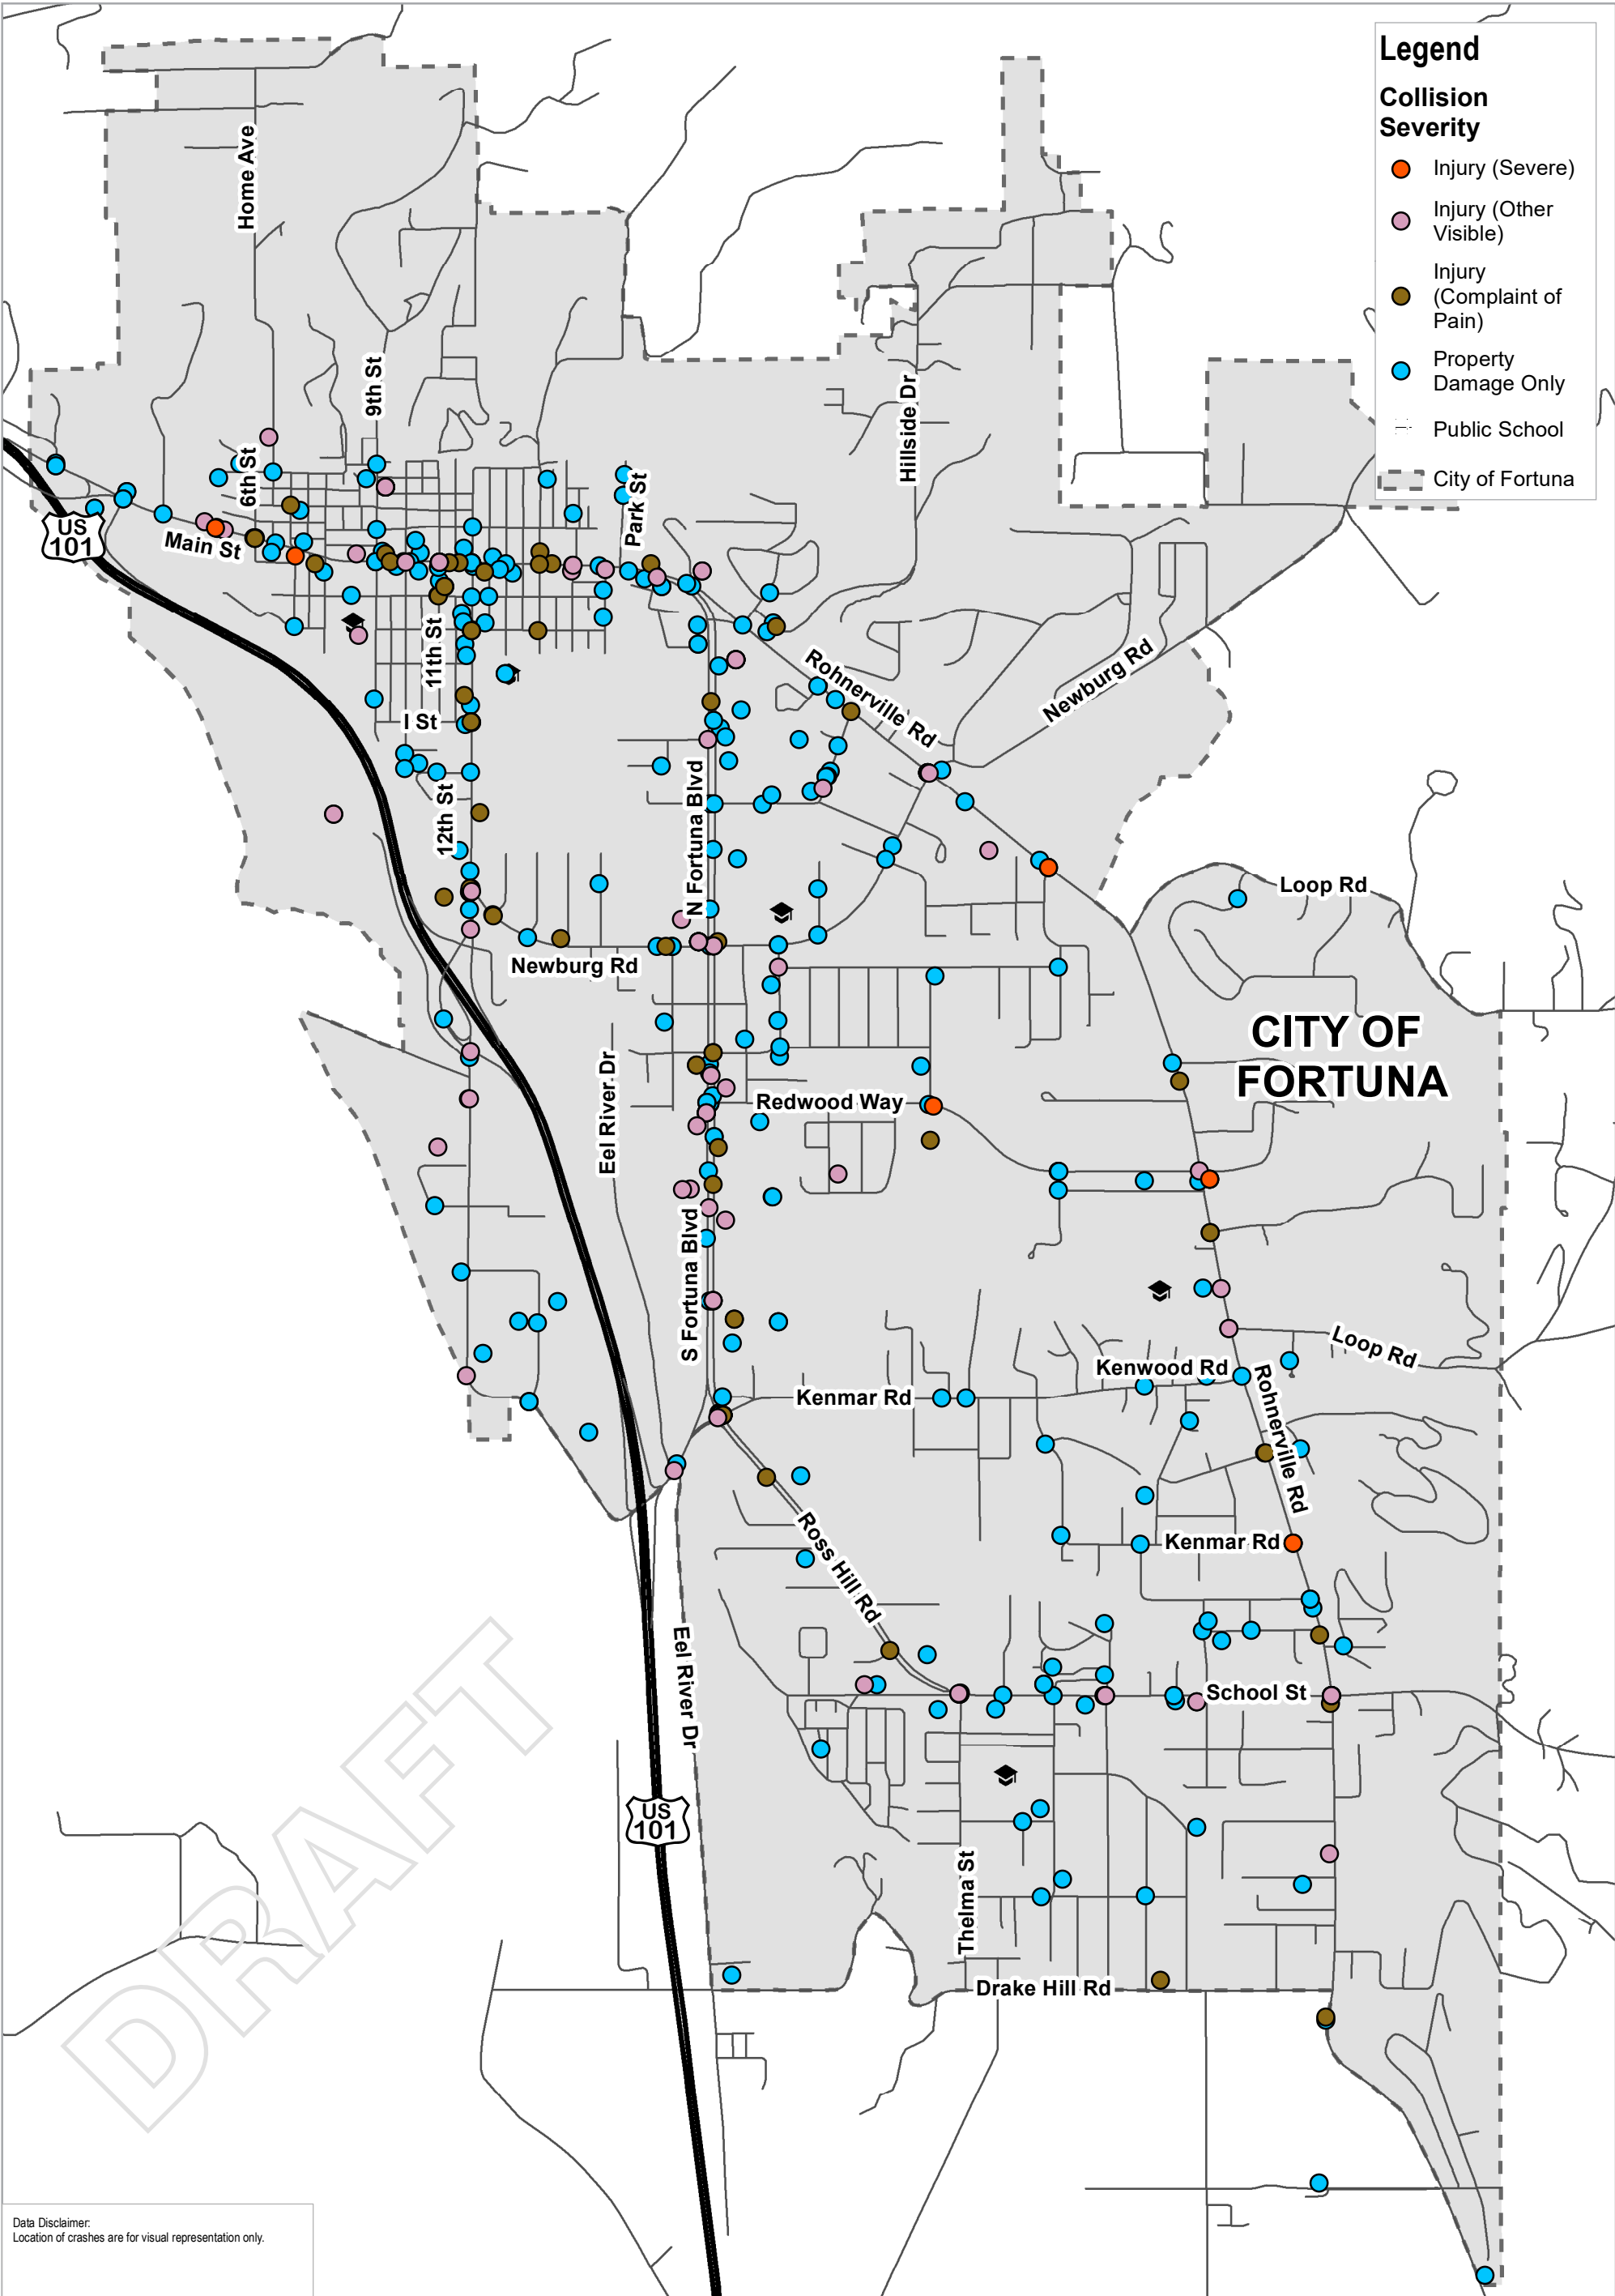 Legend
Collision
Severity
Injury (Severe)
Injury (Other
Visible)
Injury
(Complaint of
Pain)
Property
Damage Only
Public School
City of Fortuna
Home Ave
9th St
Hillside Dr
6th St
Park St
US
101
Main St
11th St
Rohnerville Rd
Newburg Rd
I St
N Fortuna Blvd
12th St
Loop Rd
Newburg Rd
CITY OF
FORTUNA
Eel River Dr
Redwood Way
S Fortuna Blvd
Loop Rd
Kenwood Rd
Kenmar Rd
Rohnerville Rd
Ross Hill Rd
Kenmar Rd
Eel River Dr
School St
US
101
Thelma St
Drake Hill Rd
DRAFT
Data Disclaimer:
Location of crashes are for visual representation only.